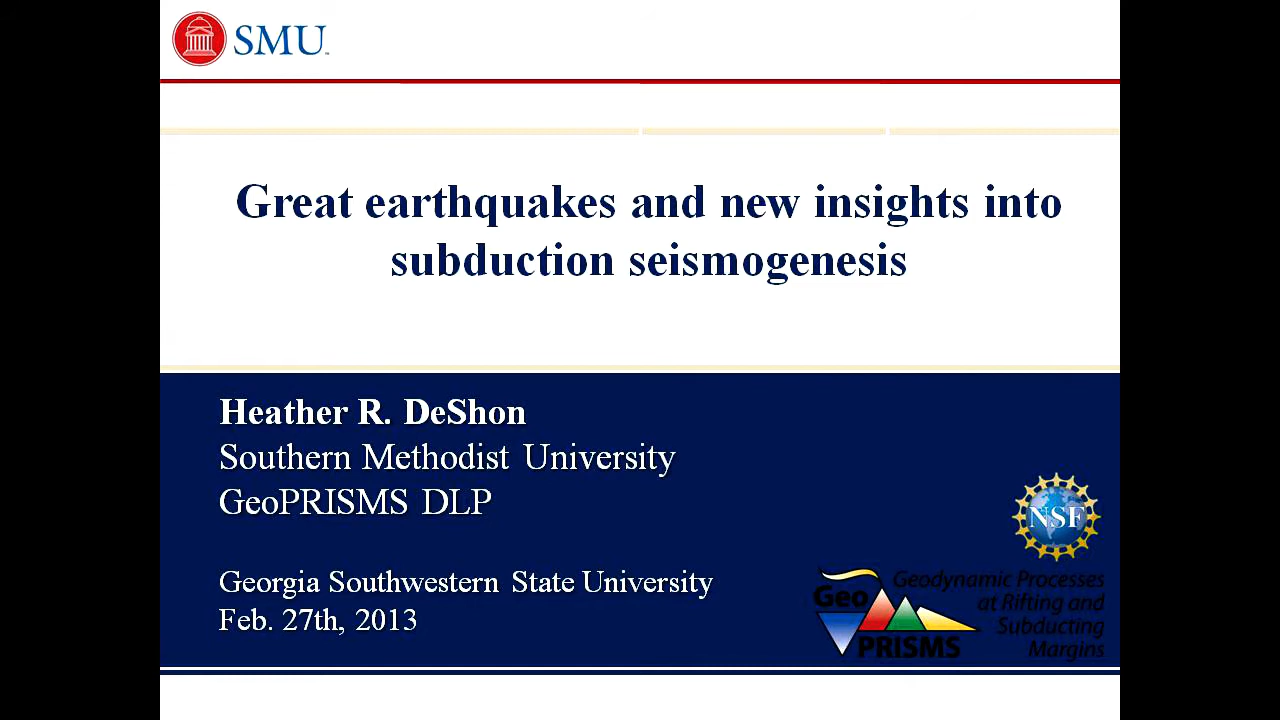 SMU
Great earthquakes and new insights into
subduction seismogenesis
Heather R. DeShon
Southern Methodist University
GeoPRISMS DLP
NSF
Georgia Southwestern State University
Feb. 27th, 2013
Geo
PRISMS
Geodynamic Processes
at Rifting and
Subducting
Margins